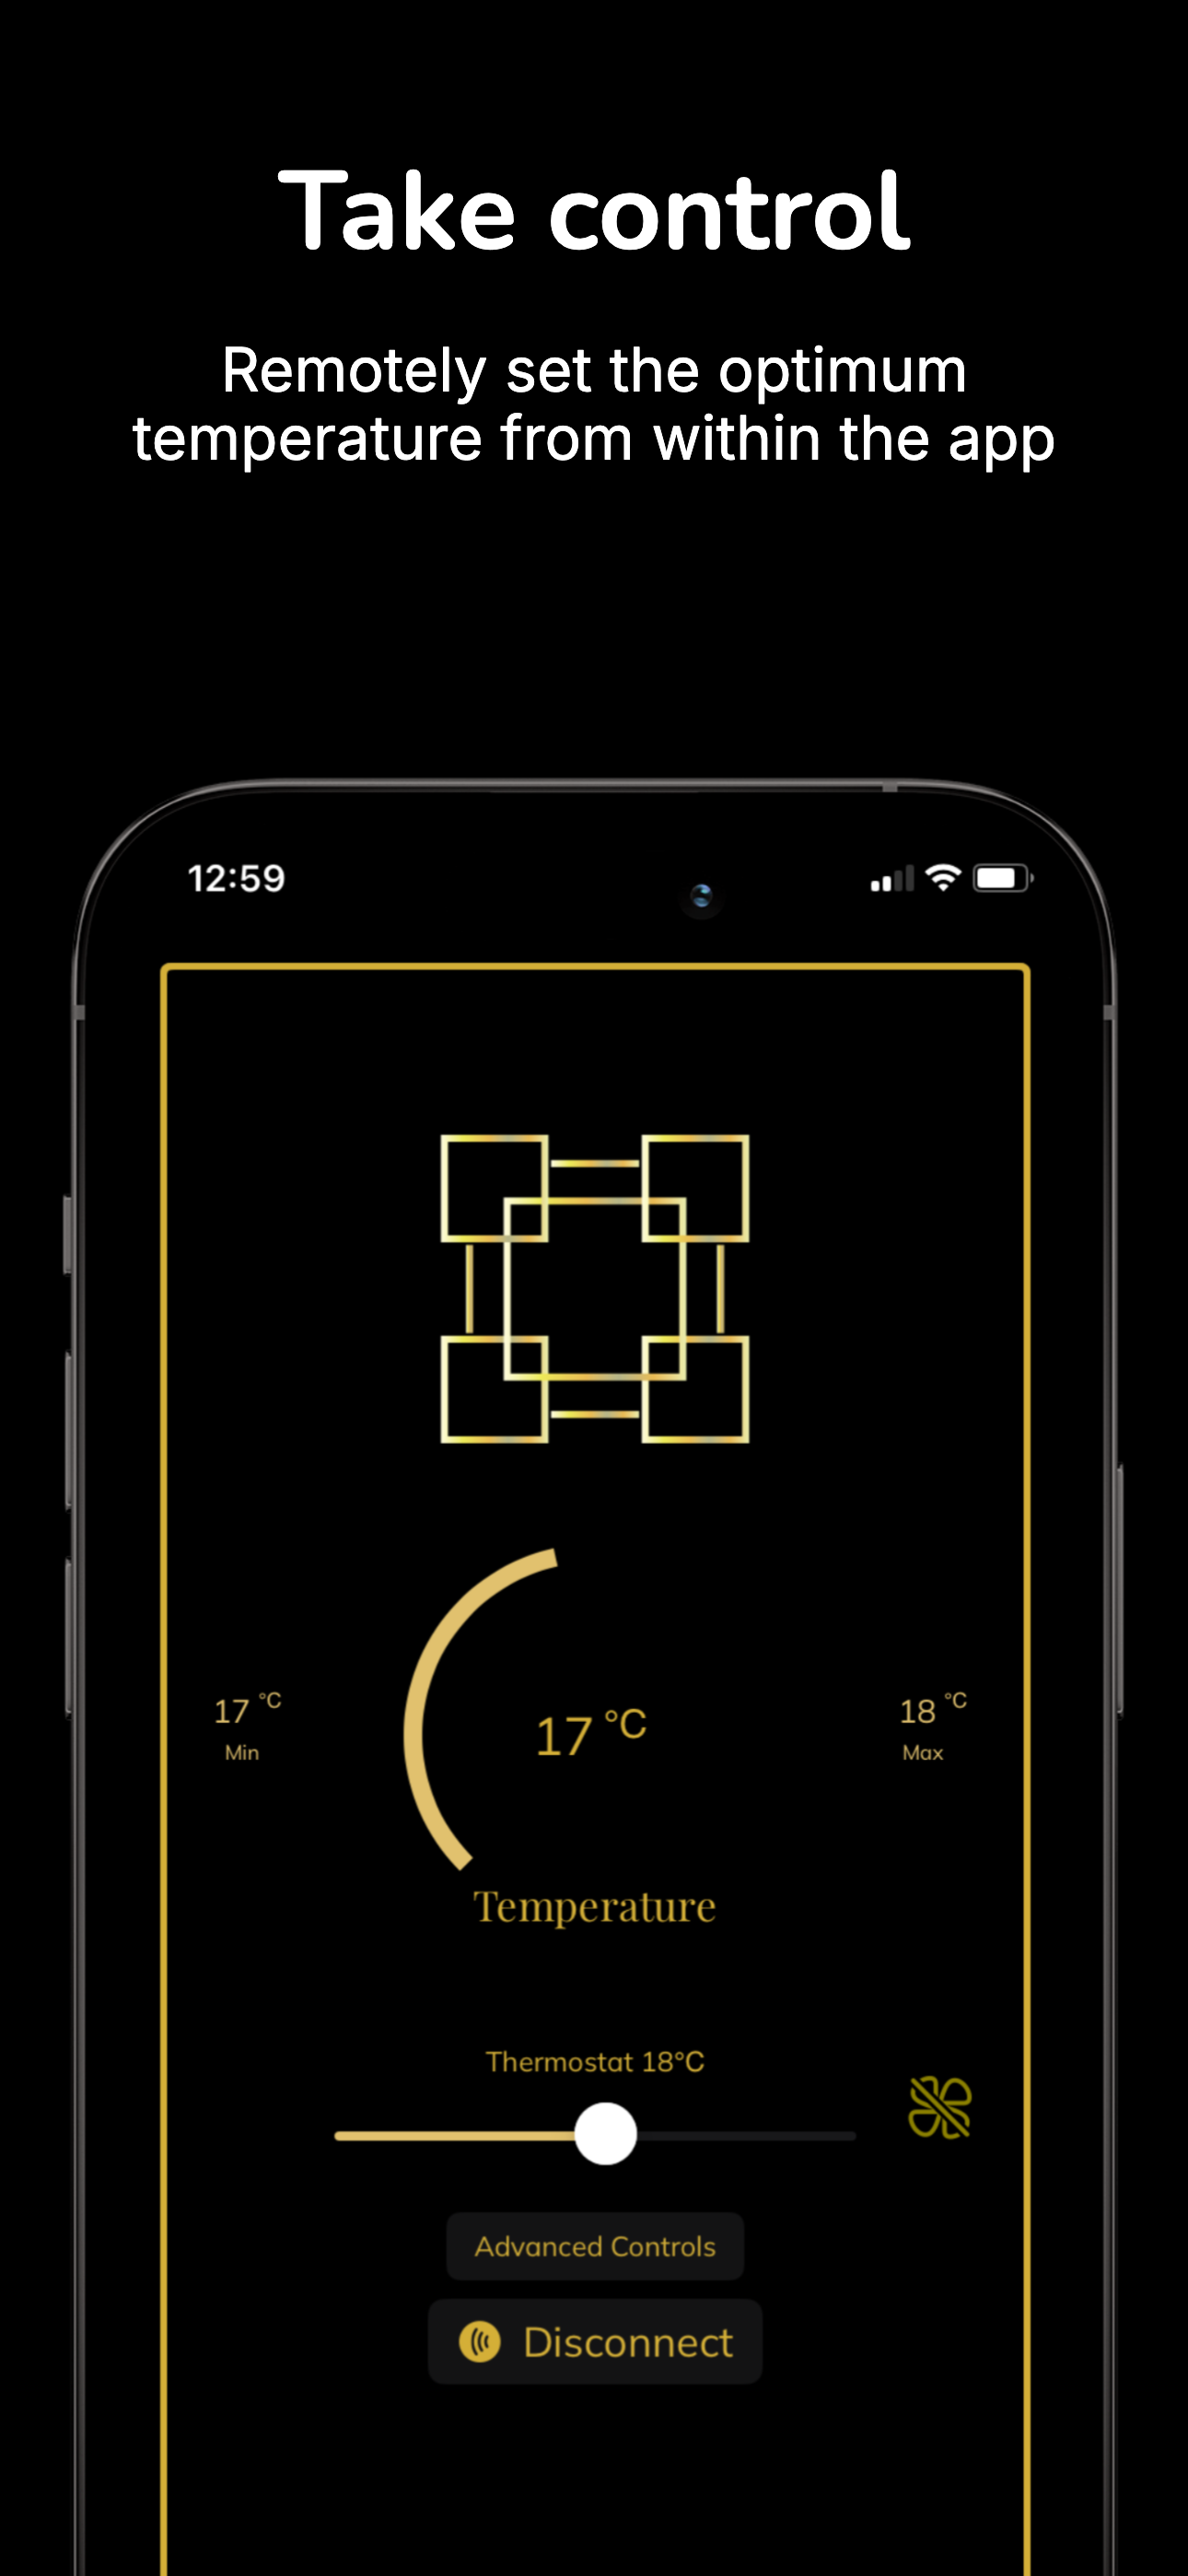 Take control
Remotely set the optimum
temperature from within the app
12:59
17 °C
Min
17 °C
18 °C
Max
Temperature
Thermostat 18°C
Advanced Controls
Disconnect